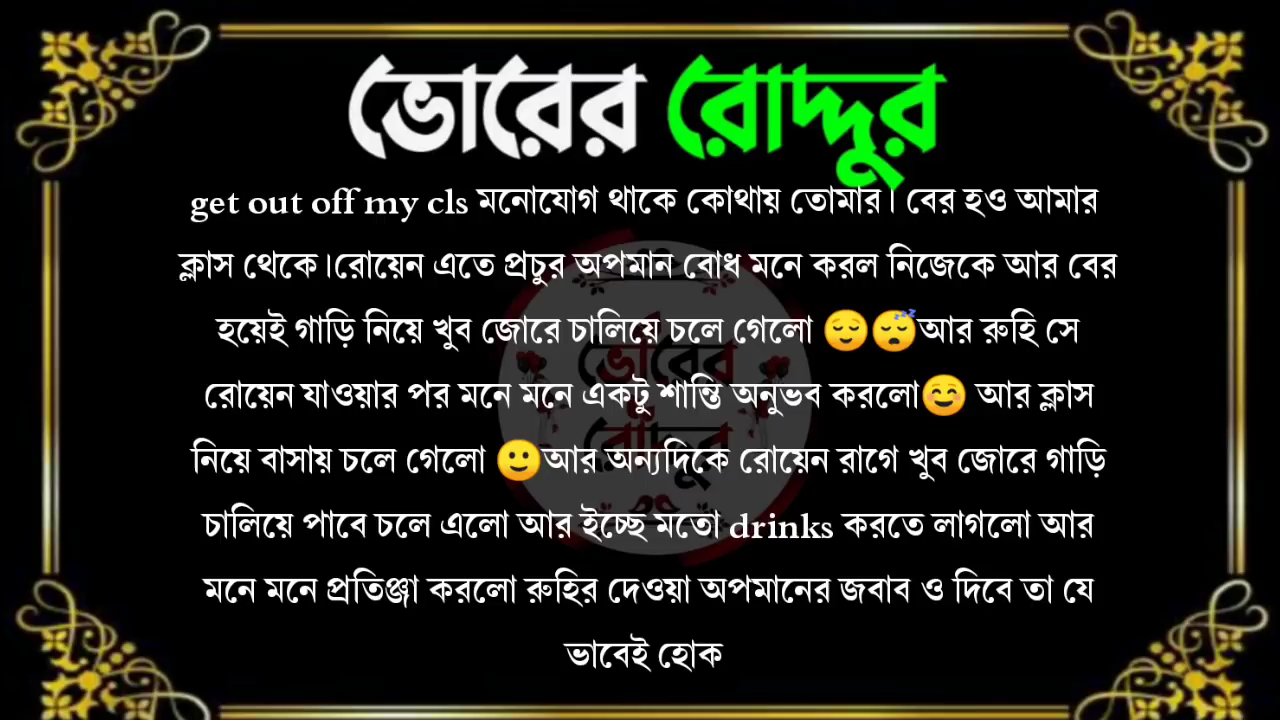 ভোরের রোদ্দুর
get out off my cls মনোযোগ থাকে কোথায় তোমার। বের হও আমার
ক্লাস থেকে।রোয়েন এতে প্রচুর অপমান বোধ মনে করল নিজেকে আর বের
হয়েই গাড়ি নিয়ে খুব জোরে চালিয়ে চলে গেলো 😌😴আর রুহি সে
রোয়েন যাওয়ার পর মনে মনে একটু শান্তি অনুভব করলো☺️ আর ক্লাস
নিয়ে বাসায় চলে গেলো 🙂আর অন্যদিকে রোয়েন রাগে খুব জোরে গাড়ি
চালিয়ে পাবে চলে এলো আর ইচ্ছে মতো drinks করতে লাগলো আর
মনে মনে প্রতিঞ্জা করলো রুহির দেওয়া অপমানের জবাব ও দিবে তা যে
ভাবেই হোক
ভোরের
রোদ্দুর